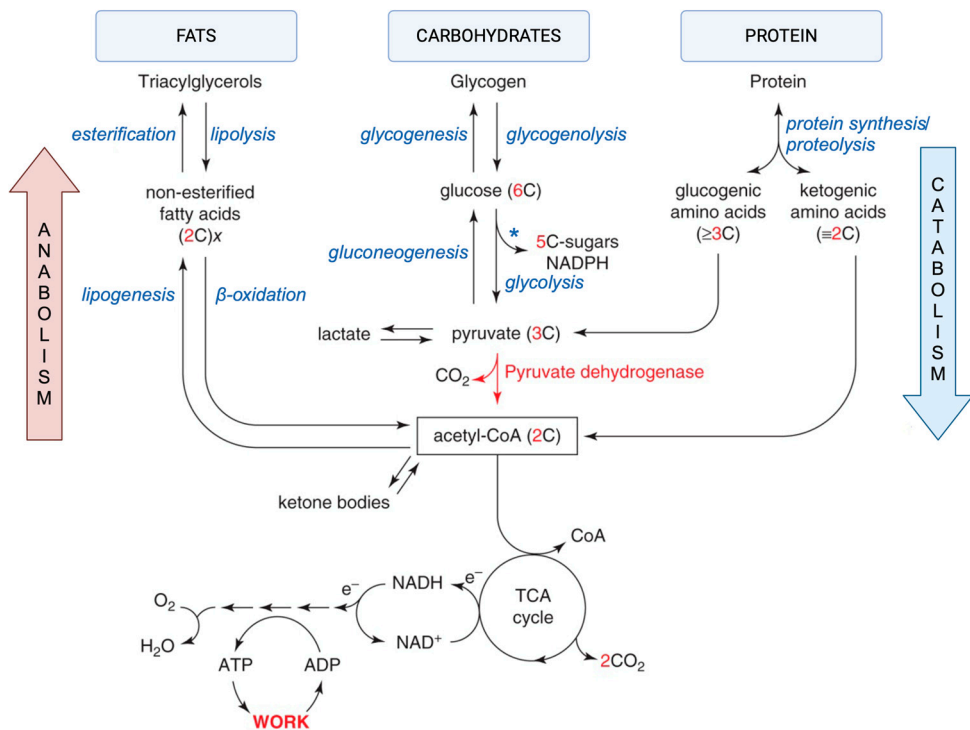 FATS
CARBOHYDRATES
PROTEIN
Triacylglycerols
Glycogen
Protein
esterification
lipolysis
glycogenesis
glycogenolysis
protein synthesis/
proteolysis
non-esterified
fatty acids
(2C)x
glucose (6C)
glucogenic
amino acids
(≥3C)
ketogenic
amino acids
(≡2C)
ANABOLISM
CATABOLISM
*
5C-sugars
NADPH
gluconeogenesis
glycolysis
lipogenesis
β-oxidation
lactate
pyruvate (3C)
CO₂
Pyruvate dehydrogenase
acetyl-CoA (2C)
ketone bodies
CoA
TCA
cycle
e⁻
NADH
e⁻
NAD⁺
O₂
H₂O
ATP
ADP
WORK
2CO₂